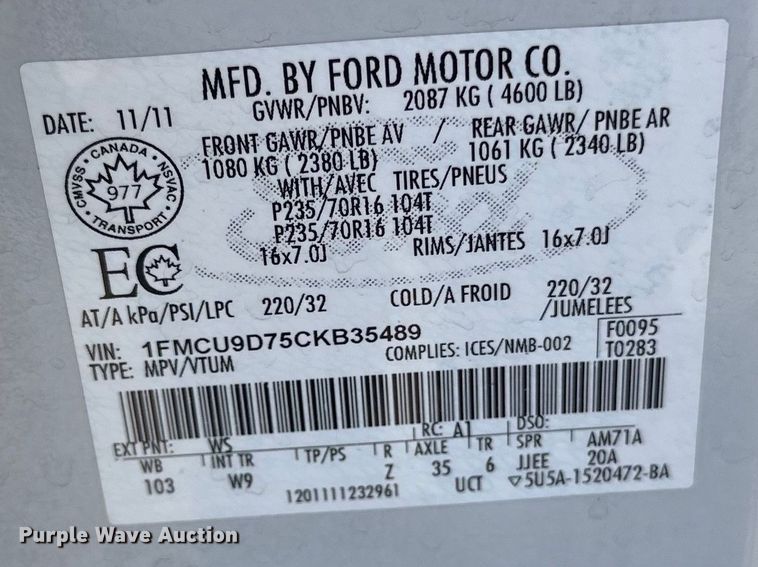 MFD. BY FORD MOTOR CO.
DATE: 11/11
GVWR/PNBV: 2087 KG ( 4600 LB)
FRONT GAWR/PNBE AV / REAR GAWR/ PNBE AR
1080 KG ( 2380 LB) 1061 KG ( 2340 LB)
WITH/AVEC TIRES/PNEUS
P235/70R16 104T
P235/70R16 104T
16x7.0J RIMS/JANTES 16x7.0J
CANADA • NSVAC • TRANSPORT • CMVSS •
977
EC
AT/A kPa/PSI/LPC 220/32 COLD/A FROID 220/32
/JUMELEES
VIN: 1FMCU9D75CKB35489
F0095
TYPE: MPV/VTUM COMPLIES: ICES/NMB-002 T0283
EXT PNT: WS RC: A1 DSO:
WB INT TR TP/PS R AXLE TR SPR AM71A
103 W9 Z 35 6 JJEE 20A
1201111232961 UCT ▽5U5A-1520472-BA
Purple Wave Auction